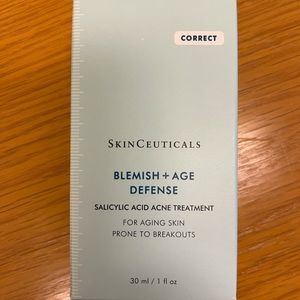 CORRECT
SKINCEUTICALS
BLEMISH + AGE
DEFENSE
SALICYLIC ACID ACNE TREATMENT
FOR AGING SKIN
PRONE TO BREAKOUTS
30 ml / 1 fl oz